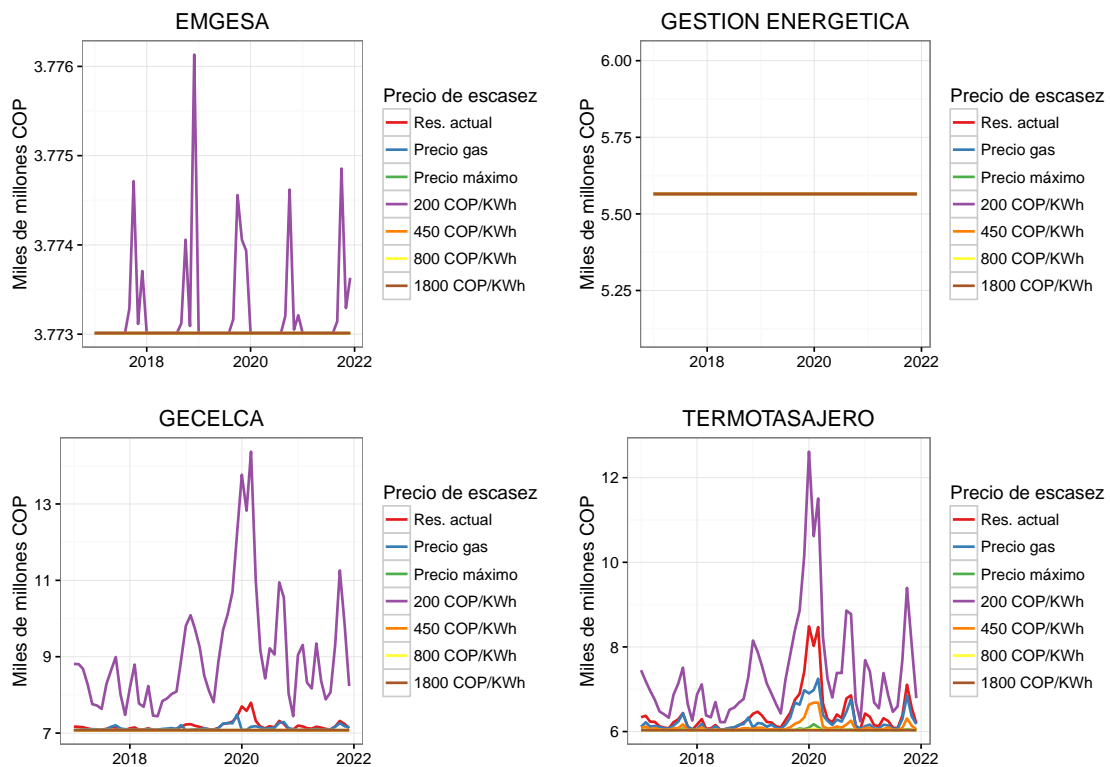 EMGESA
Miles de millones COP
3.776
3.775
3.774
3.773
2018
2020
2022
Precio de escasez
Res. actual
Precio gas
Precio máximo
200 COP/KWh
450 COP/KWh
800 COP/KWh
1800 COP/KWh
GESTION ENERGETICA
Miles de millones COP
6.00
5.75
5.50
5.25
2018
2020
2022
Precio de escasez
Res. actual
Precio gas
Precio máximo
200 COP/KWh
450 COP/KWh
800 COP/KWh
1800 COP/KWh
GECELCA
Miles de millones COP
13
11
9
7
2018
2020
2022
Precio de escasez
Res. actual
Precio gas
Precio máximo
200 COP/KWh
450 COP/KWh
800 COP/KWh
1800 COP/KWh
TERMOTASAJERO
Miles de millones COP
12
10
8
6
2018
2020
2022
Precio de escasez
Res. actual
Precio gas
Precio máximo
200 COP/KWh
450 COP/KWh
800 COP/KWh
1800 COP/KWh